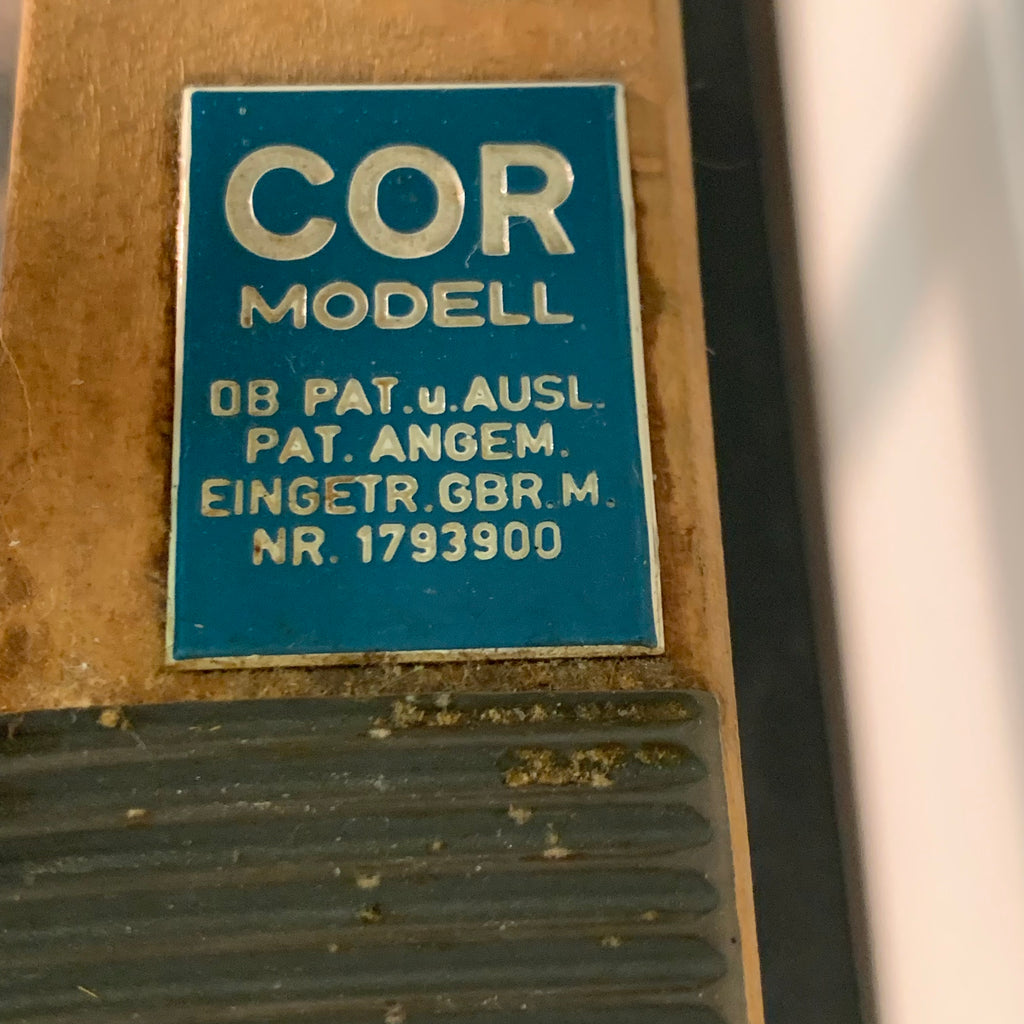 COR
MODELL
DB PAT.u.AUSL.
PAT. ANGEM.
EINGETR.GBR.M.
NR. 1793900